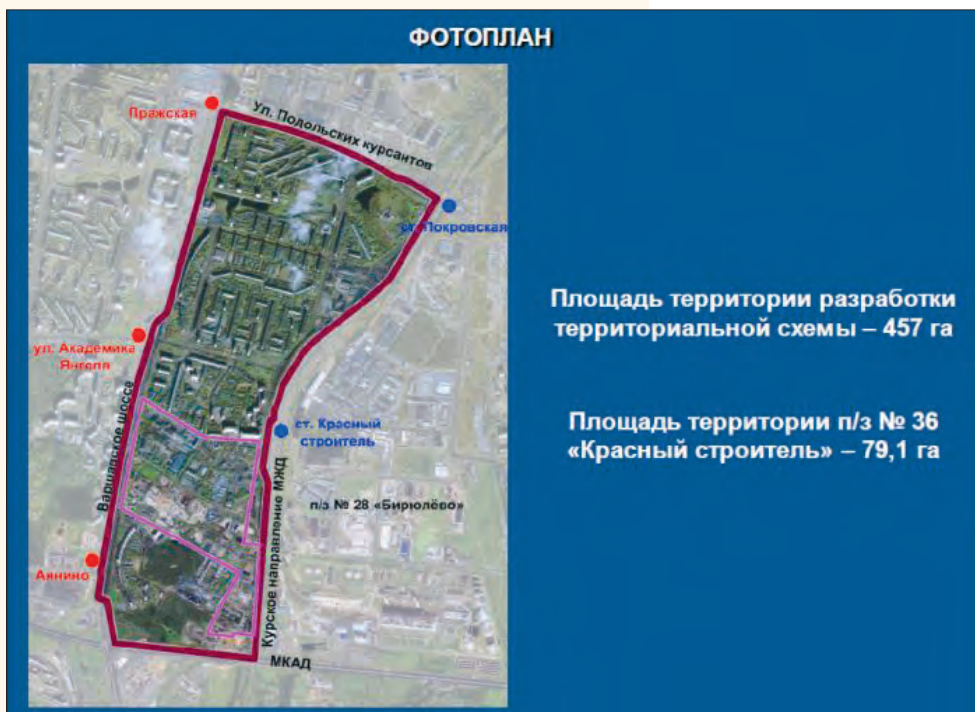 ФОТОПЛАН
Пражская
Ул. Подольских курсантов
ст. Покровская
ул. Академика
Янгеля
Варшавское шоссе
ст. Красный
строитель
п/з № 28 «Бирюлёво»
Курское направление МЖД
Аннино
МКАД
Площадь территории разработки
территориальной схемы – 457 га
Площадь территории п/з № 36
«Красный строитель» – 79,1 га